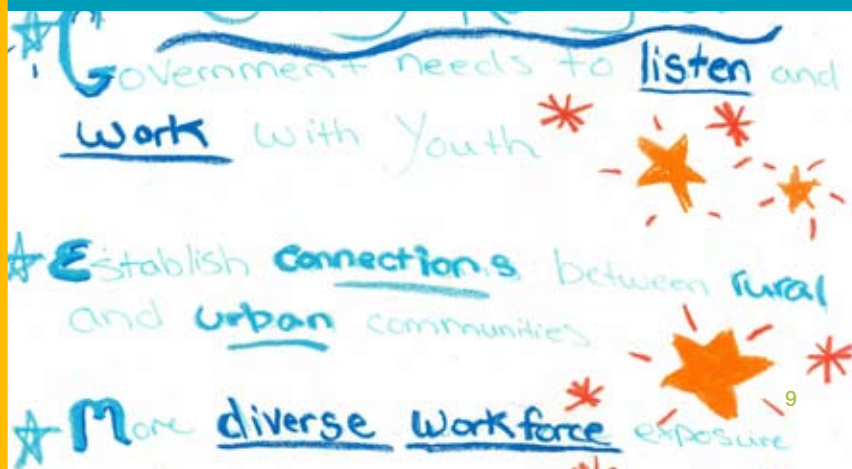 Government needs to listen and
work with Youth
Establish connections between rural
and urban communities
More diverse workforce exposure
9